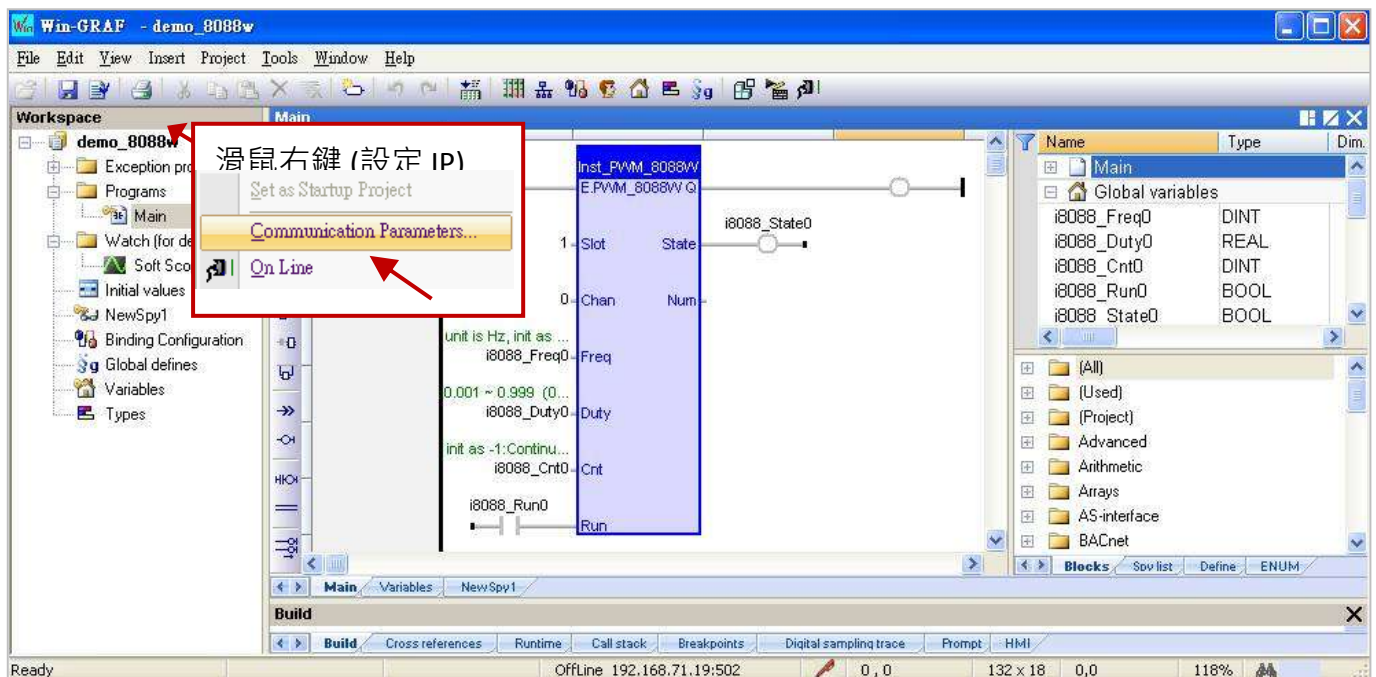 Win-GRAF - demo_8088w
File Edit View Insert Project Tools Window Help
Workspace
demo_8088w
Exception pro
Programs
Main
Watch (for de
Soft Sco
Initial values
NewSpy1
Binding Configuration
Global defines
Variables
Types
滑鼠右鍵 (設定 IP)
Set as Startup Project
Communication Parameters...
On Line
Main
Inst_PWM_8088W
E.PWM_8088W Q
i8088_State0
1 Slot State
0 Chan Num
unit is Hz, init as ...
i8088_Freq0 Freq
0.001 ~ 0.999 (0...
i8088_Duty0 Duty
init as -1:Continu...
i8088_Cnt0 Cnt
i8088_Run0
Run
Main Variables NewSpy1
Name Type Dim.
Main
Global variables
i8088_Freq0 DINT
i8088_Duty0 REAL
i8088_Cnt0 DINT
i8088_Run0 BOOL
i8088_State0 BOOL
(All)
(Used)
(Project)
Advanced
Arithmetic
Arrays
AS-interface
BACnet
Blocks Spy list Define ENUM
Build
Build Cross references Runtime Call stack Breakpoints Digital sampling trace Prompt HMI
Ready OffLine 192.168.71.19:502 0 , 0 132 x 18 0,0 118%